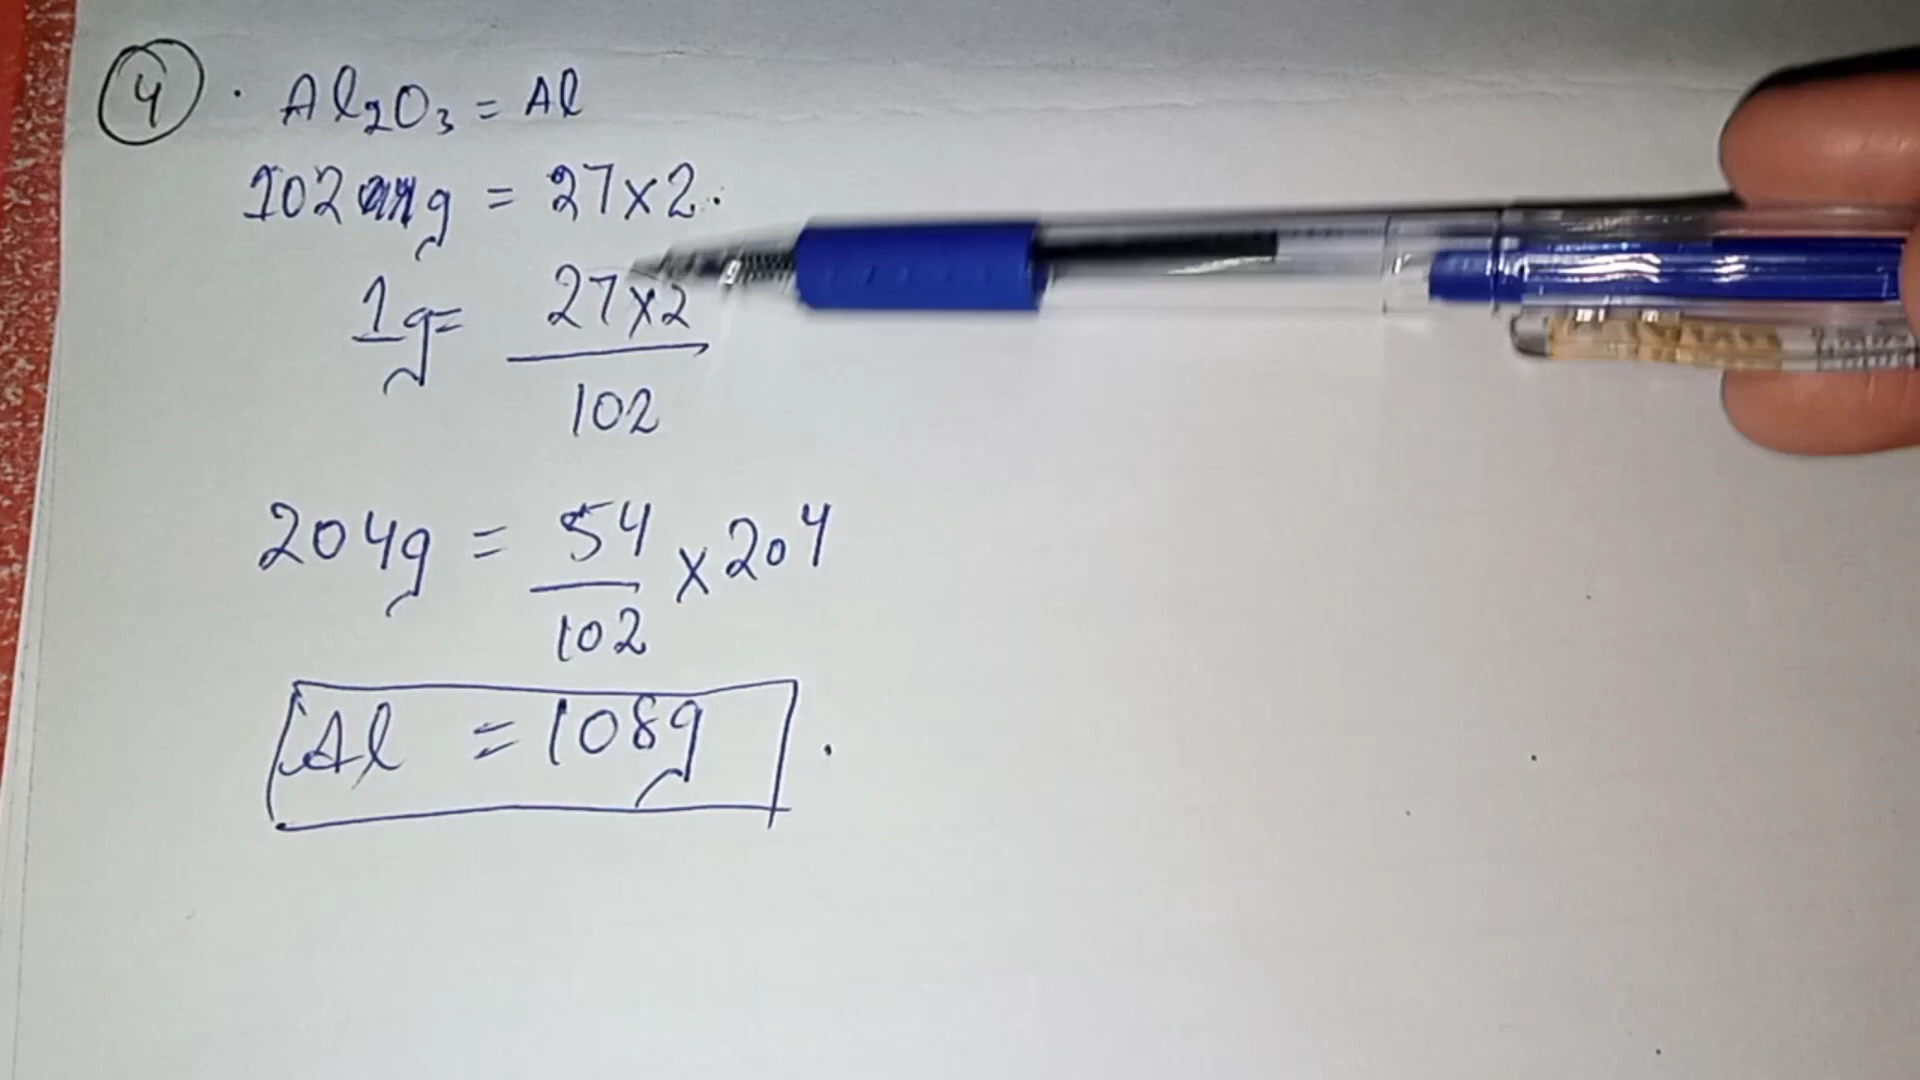 4. Al₂O₃ = Al
102 g = 27×2.
1g = 27×2
102
204g = 54 ×204
102
Al = 108g.